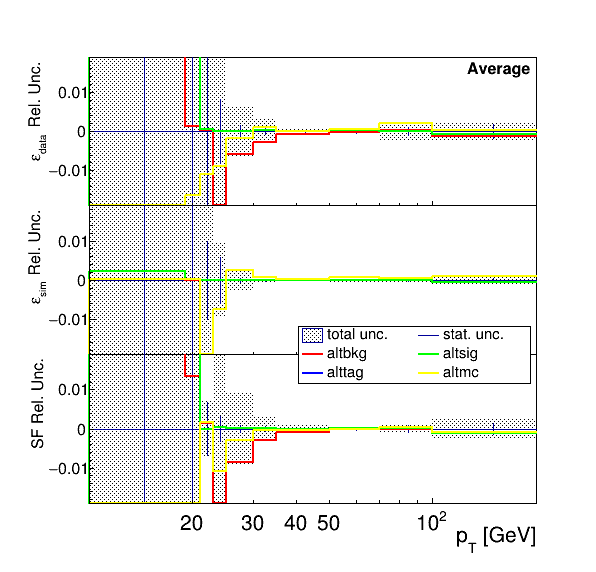 Average
ε_data Rel. Unc.
0.01
0
−0.01
ε_sim Rel. Unc.
0.01
0
−0.01
total unc. stat. unc.
altbkg altsig
alttag altmc
SF Rel. Unc.
0.01
0
−0.01
20 30 40 50 10²
p_T [GeV]